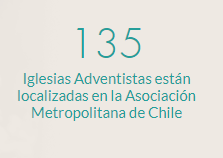 135
Iglesias Adventistas están
localizadas en la Asociación
Metropolitana de Chile